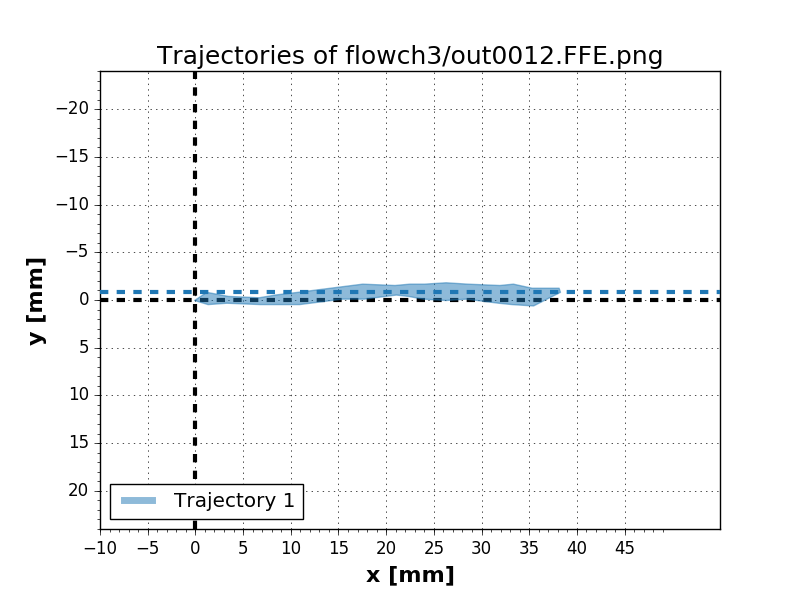 Trajectories of flowch3/out0012.FFE.png
−20
−15
−10
−5
0
5
10
15
20
y [mm]
Trajectory 1
−10 −5 0 5 10 15 20 25 30 35 40 45
x [mm]